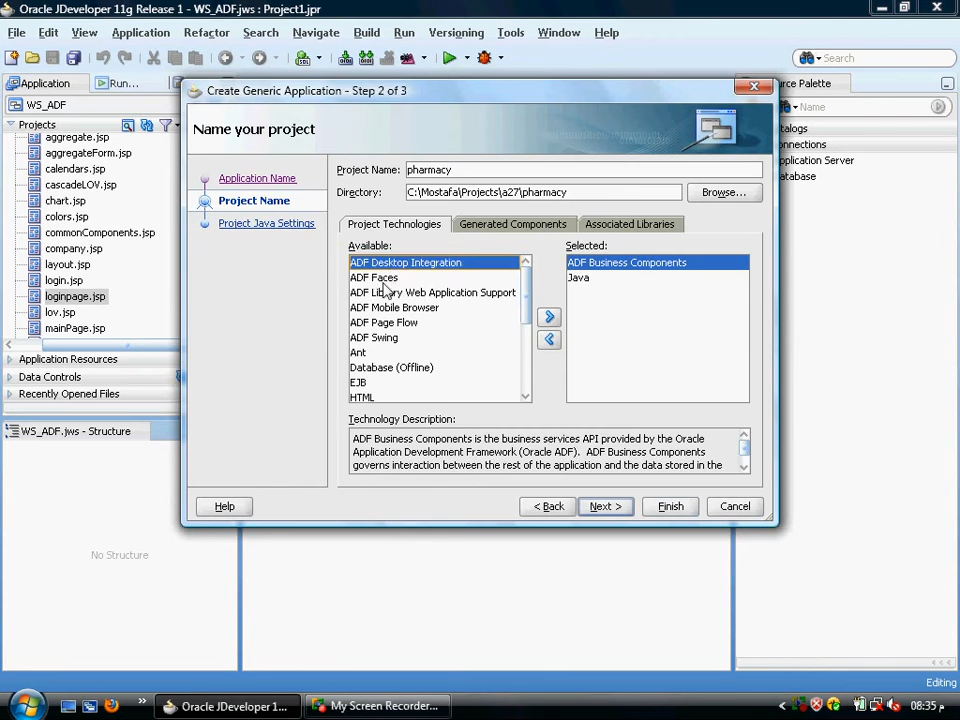 Oracle JDeveloper 11g Release 1 - WS_ADF.jws : Project1.jpr
File Edit View Application Refactor Search Navigate Build Run Versioning Tools Window Help
Search
Application
Run...
WS_ADF
Projects
aggregate.jsp
aggregateForm.jsp
calendars.jsp
cascadeLOV.jsp
chart.jsp
colors.jsp
commonComponents.jsp
company.jsp
layout.jsp
login.jsp
loginpage.jsp
lov.jsp
mainPage.jsp
Application Resources
Data Controls
Recently Opened Files
WS_ADF.jws - Structure
No Structure
Create Generic Application - Step 2 of 3
Name your project
Application Name
Project Name
Project Java Settings
Project Name: pharmacy
Directory: C:\Mostafa\Projects\a27\pharmacy Browse...
Project Technologies Generated Components Associated Libraries
Available:
ADF Desktop Integration
ADF Faces
ADF Library Web Application Support
ADF Mobile Browser
ADF Page Flow
ADF Swing
Ant
Database (Offline)
EJB
HTML
Selected:
ADF Business Components
Java
Technology Description:
ADF Business Components is the business services API provided by the Oracle
Application Development Framework (Oracle ADF). ADF Business Components
governs interaction between the rest of the application and the data stored in the
Help < Back Next > Finish Cancel
rce Palette
Name
talogs
nnections
pplication Server
atabase
Editing
Oracle JDeveloper 1...
My Screen Recorder...
08:35 م